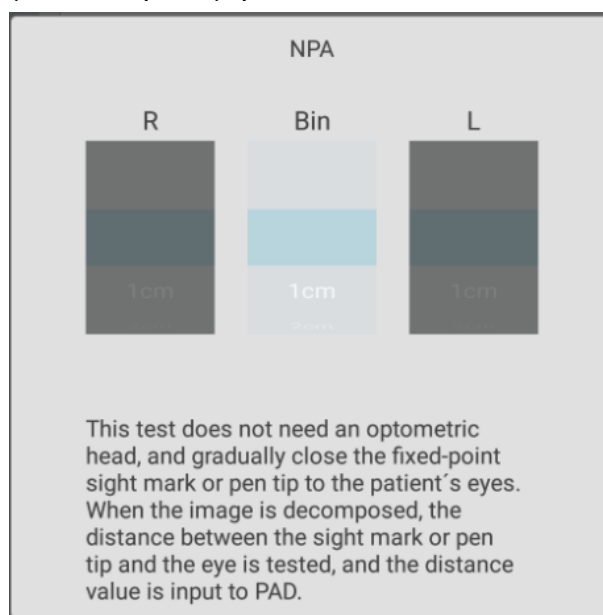 NPA
R Bin L
1cm 1cm 1cm
2cm
This test does not need an optometric
head, and gradually close the fixed-point
sight mark or pen tip to the patient´s eyes.
When the image is decomposed, the
distance between the sight mark or pen
tip and the eye is tested, and the distance
value is input to PAD.